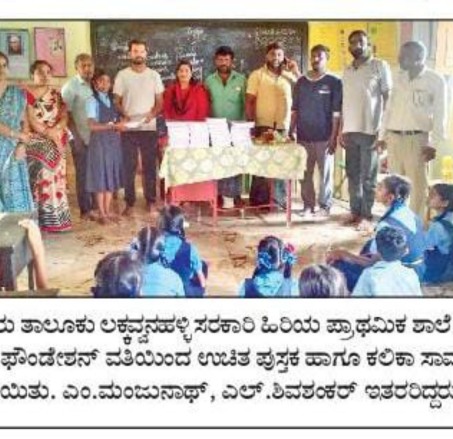 ಯ ತಾಲೂಕು ಲಕ್ಕವ್ವನಹಳ್ಳಿ ಸರಕಾರಿ ಹಿರಿಯ ಪ್ರಾಥಮಿಕ ಶಾಲೆ
ಫೌಂಡೇಶನ್ ವತಿಯಿಂದ ಉಚಿತ ಪುಸ್ತಕ ಹಾಗೂ ಕಲಿಕಾ
ಯಿತು. ಎಂ.ಮಂಜುನಾಥ್, ಎಲ್.ಶಿವಶಂಕರ್ ಇತರರಿದ್ದರು